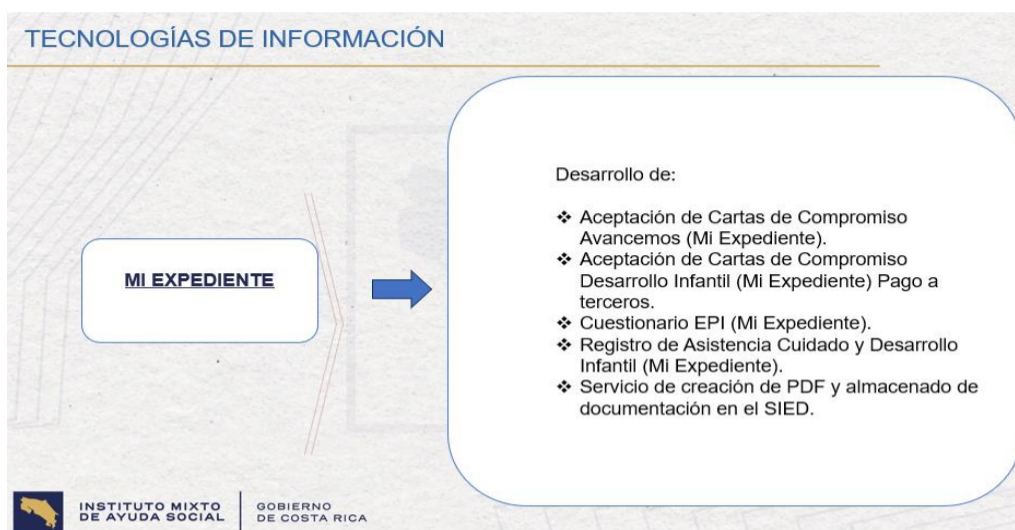 TECNOLOGÍAS DE INFORMACIÓN
MI EXPEDIENTE
Desarrollo de:
❖ Aceptación de Cartas de Compromiso
Avancemos (Mi Expediente).
❖ Aceptación de Cartas de Compromiso
Desarrollo Infantil (Mi Expediente) Pago a
terceros.
❖ Cuestionario EPI (Mi Expediente).
❖ Registro de Asistencia Cuidado y Desarrollo
Infantil (Mi Expediente).
❖ Servicio de creación de PDF y almacenado de
documentación en el SIED.
INSTITUTO MIXTO
DE AYUDA SOCIAL
GOBIERNO
DE COSTA RICA